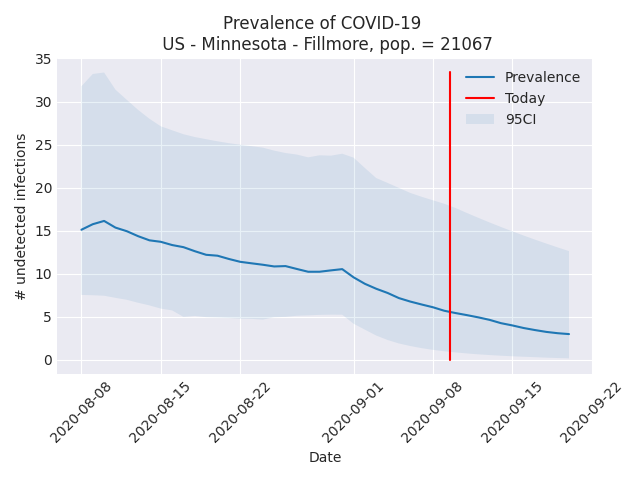 Prevalence of COVID-19
US - Minnesota - Fillmore, pop. = 21067
35
30
25
20
15
10
5
0
# undetected infections
Prevalence
Today
95CI
2020-08-08
2020-08-15
2020-08-22
2020-09-01
2020-09-08
2020-09-15
2020-09-22
Date